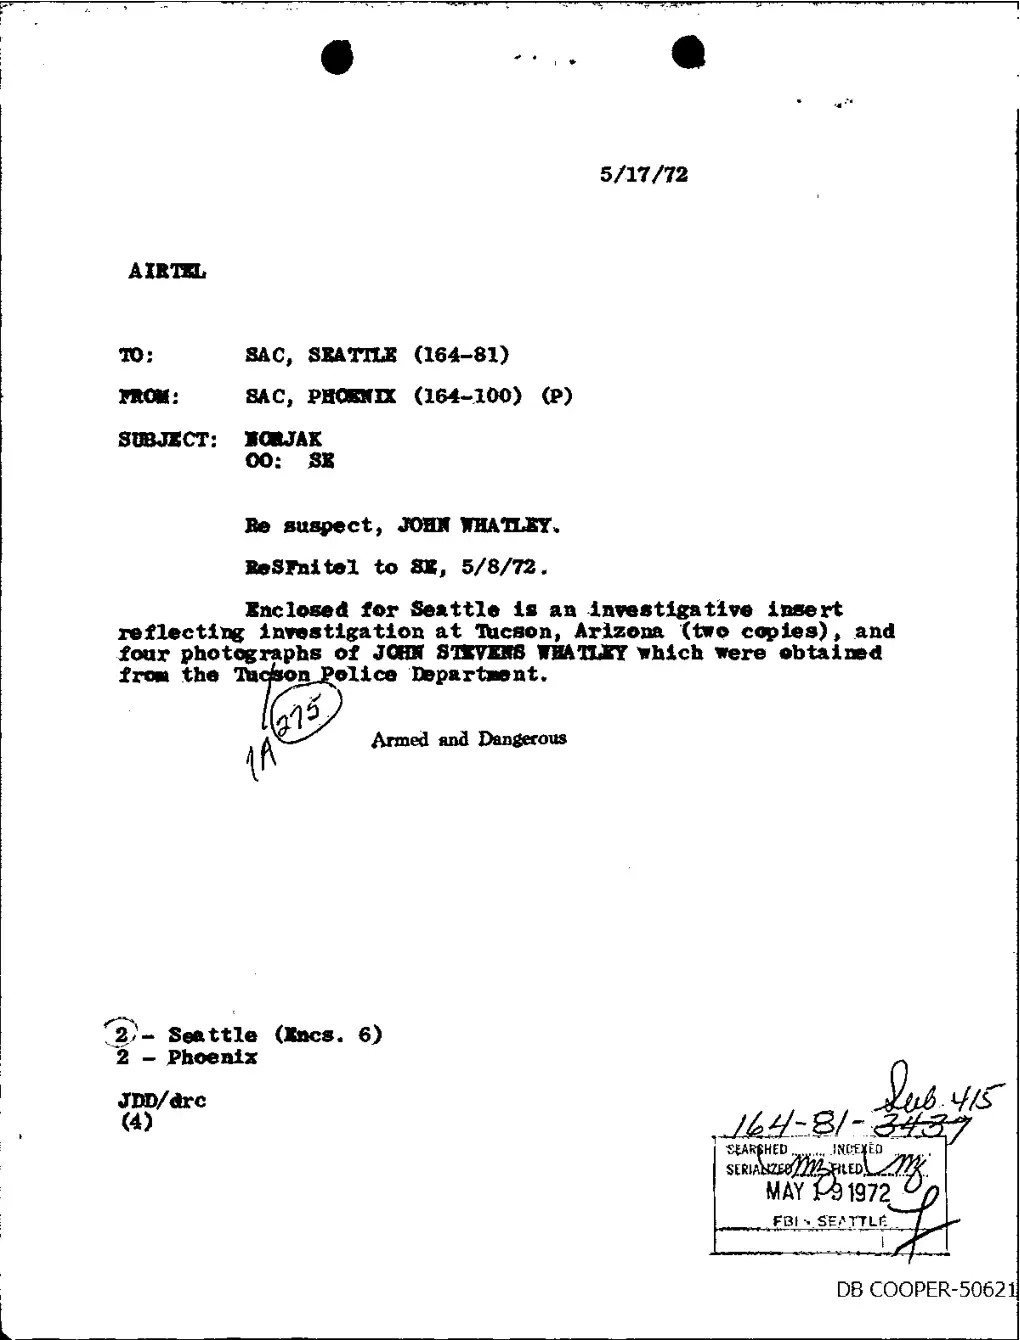 5/17/72
AIRTEL
TO: SAC, SEATTLE (164-81)
FROM: SAC, PHOENIX (164-100) (P)
SUBJECT: NORJAK
OO: SE
Re suspect, JOHN WHATLEY.
ReSFnitel to SE, 5/8/72.
Enclosed for Seattle is an investigative insert
reflecting investigation at Tucson, Arizona (two copies), and
four photographs of JOHN STEVENS WHATLEY which were obtained
from the Tucson Police Department.
1A 275
Armed and Dangerous
2 - Seattle (Encs. 6)
2 - Phoenix
JDD/drc
(4)
Sub. 415
164-81-3437
SEARCHED INDEXED
SERIALIZED FILED
MAY 19 1972
FBI - SEATTLE
DB COOPER-50621